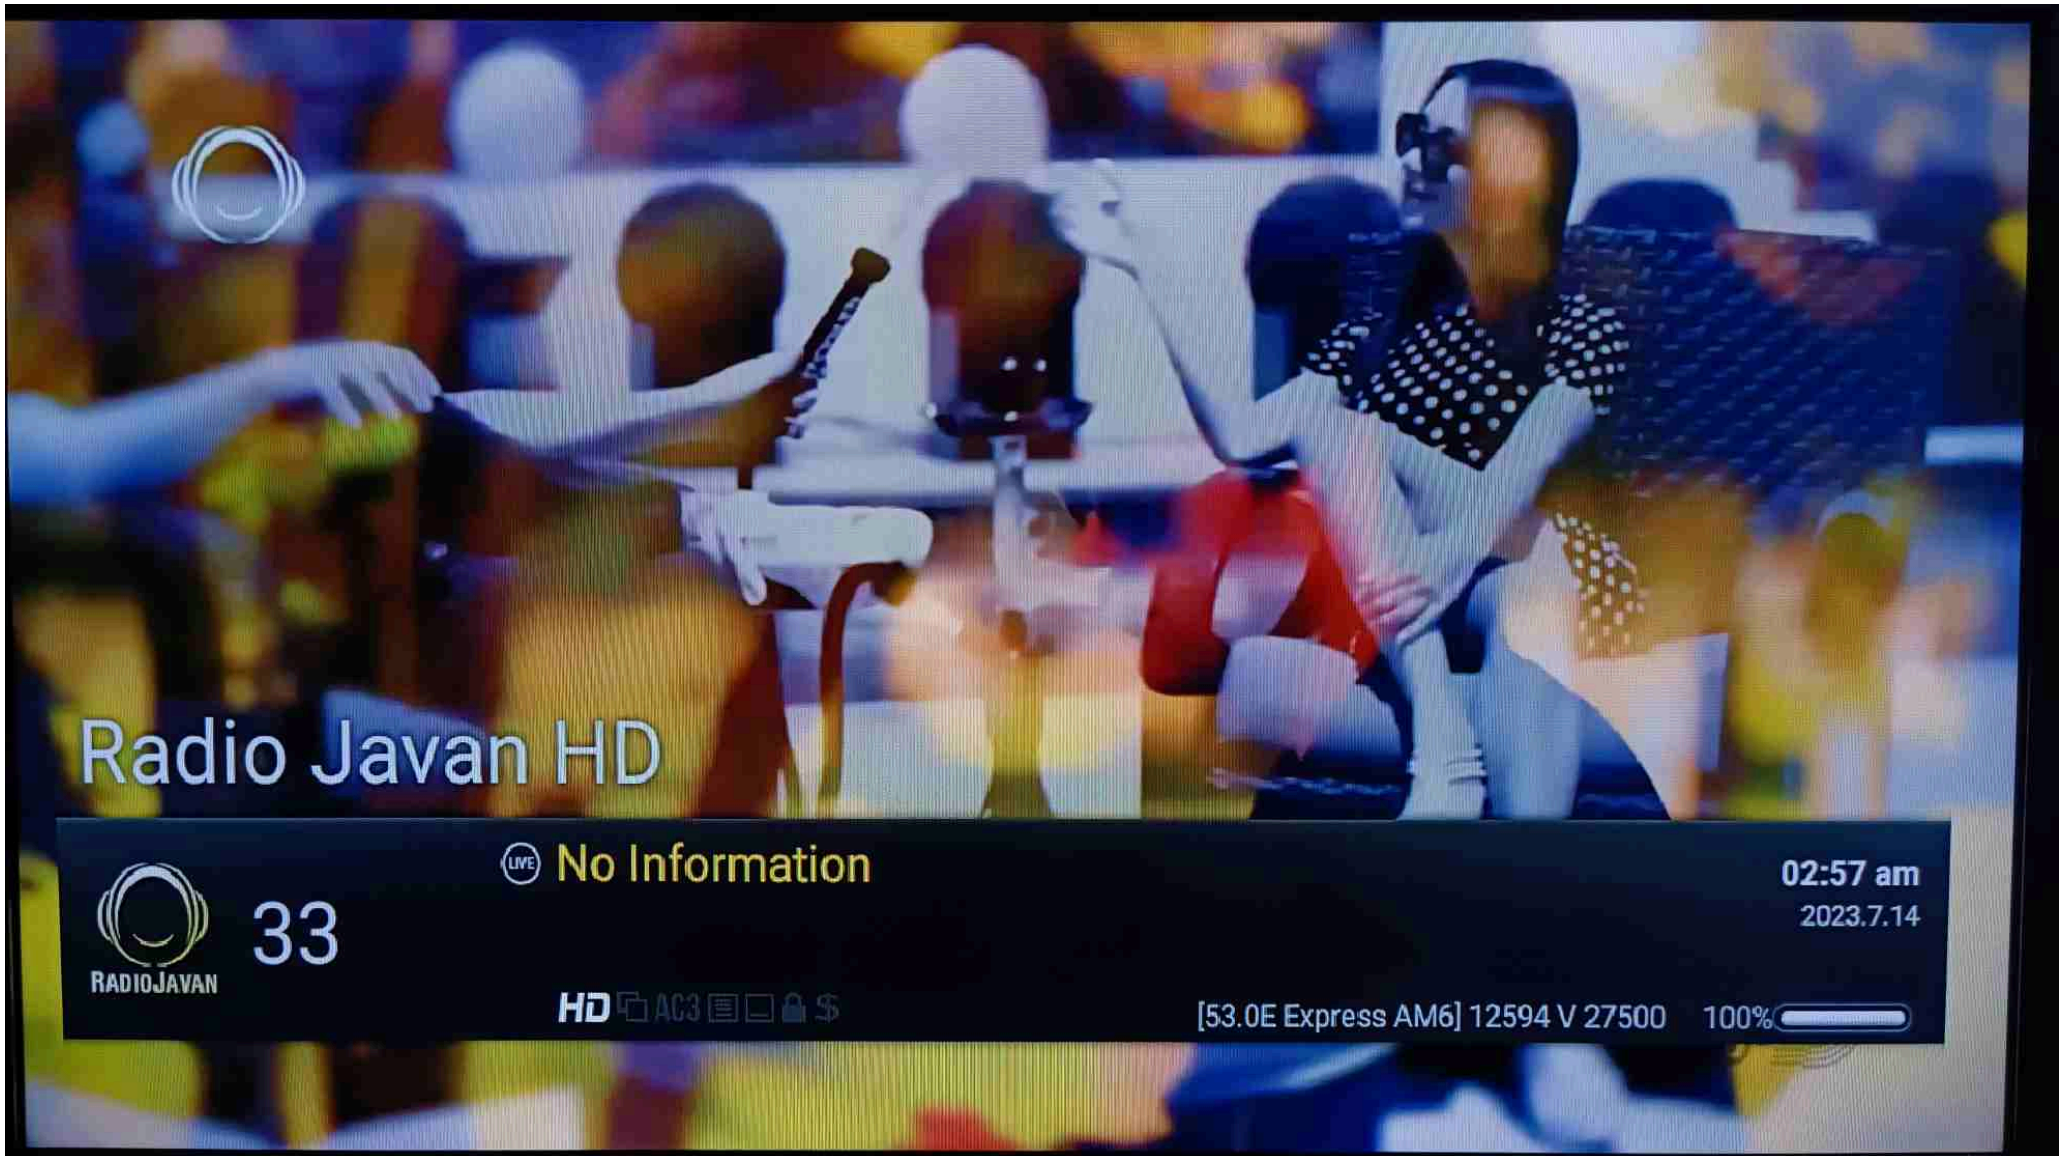 Radio Javan HD
LIVE No Information
02:57 am
2023.7.14
33
RADIOJAVAN
HD AC3 $
[53.0E Express AM6] 12594 V 27500 100%